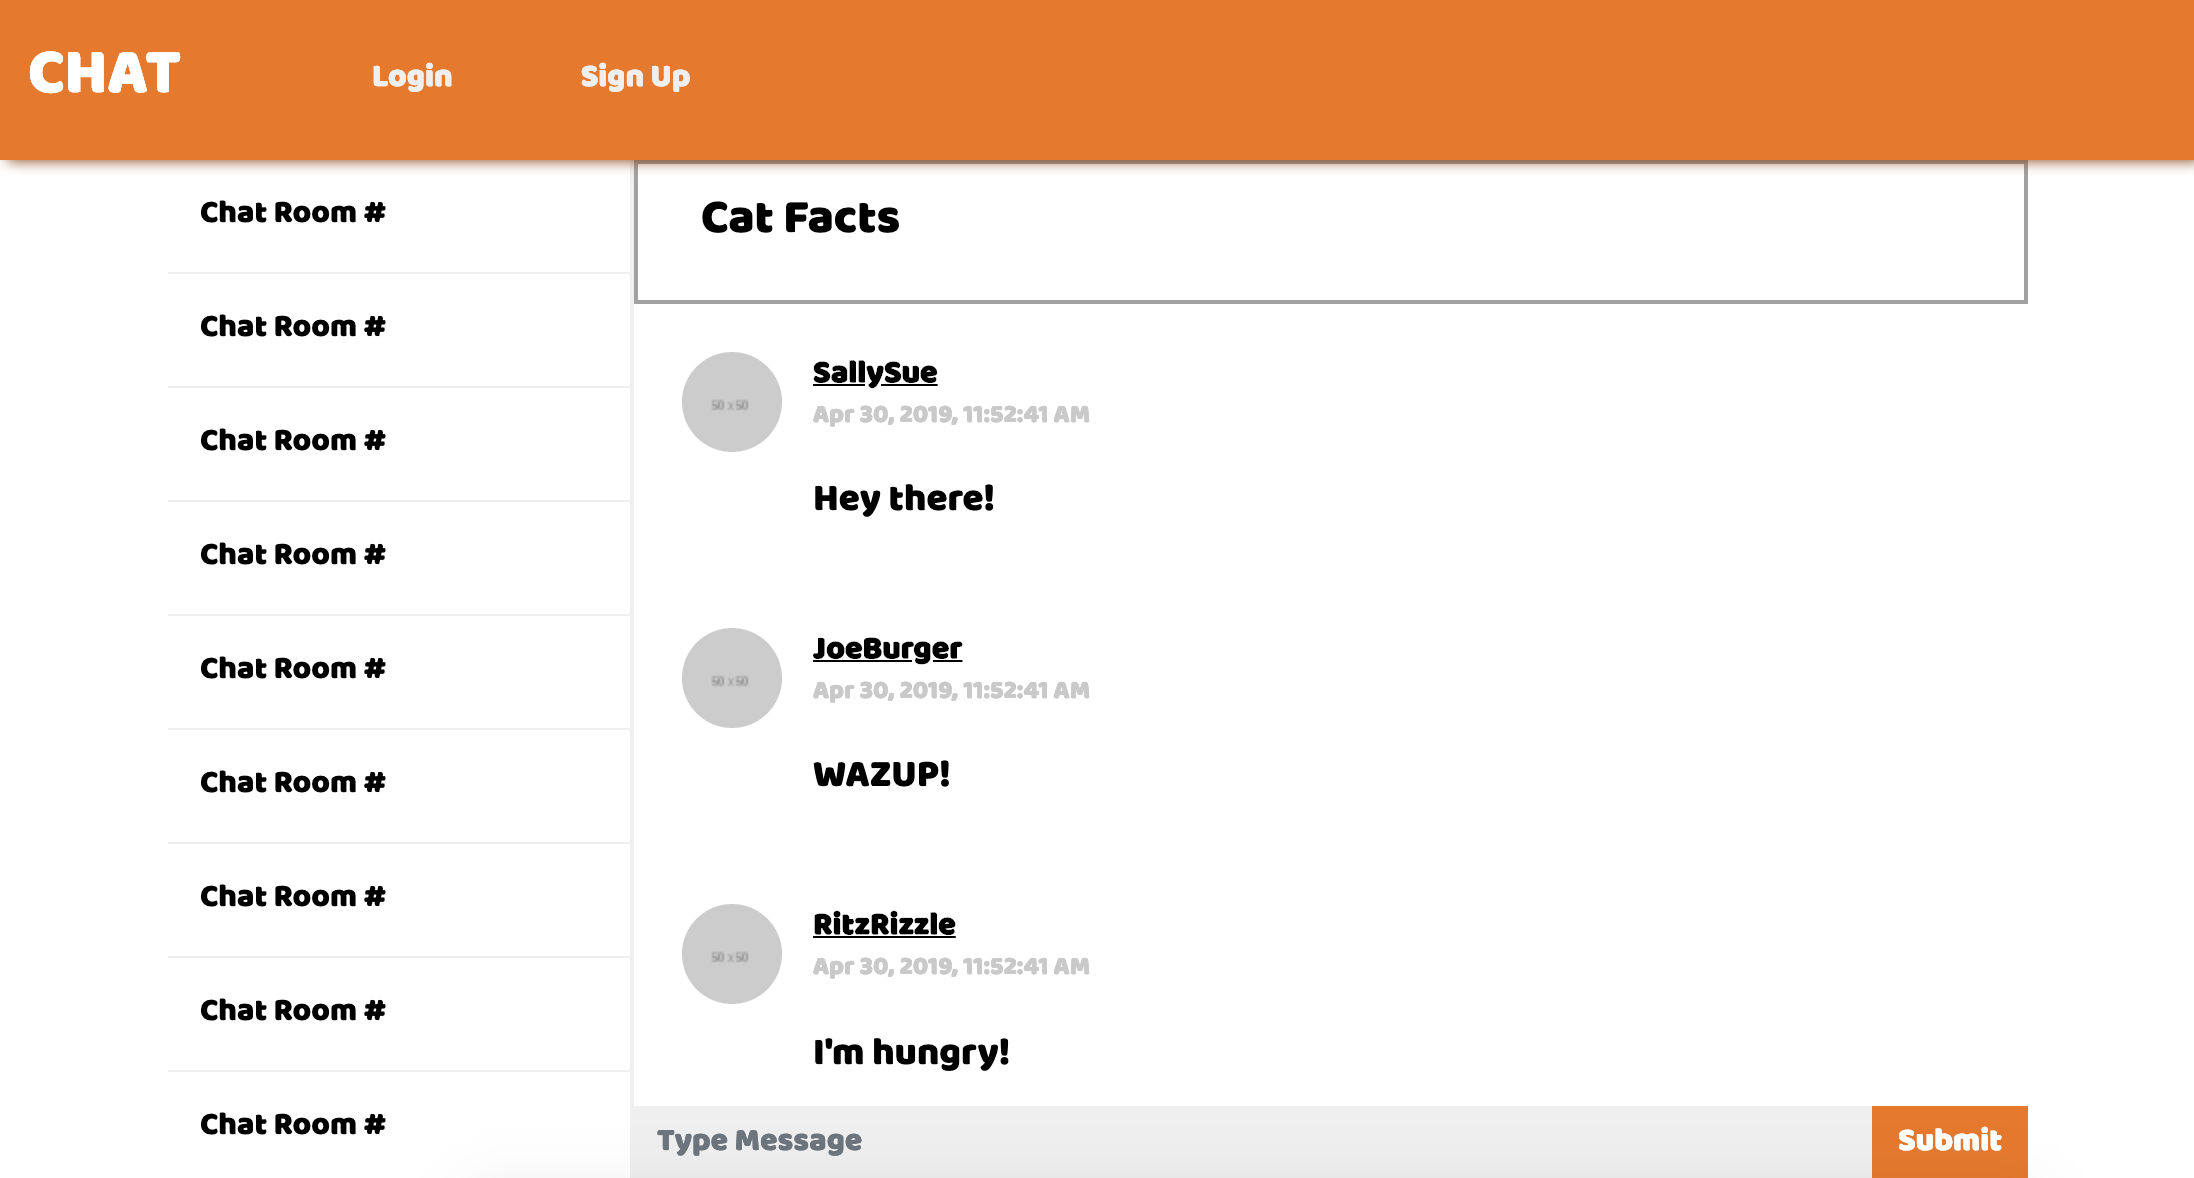 CHAT
Login
Sign Up
Chat Room #
Chat Room #
Chat Room #
Chat Room #
Chat Room #
Chat Room #
Chat Room #
Chat Room #
Chat Room #
Cat Facts
50 x 50
SallySue
Apr 30, 2019, 11:52:41 AM
Hey there!
50 x 50
JoeBurger
Apr 30, 2019, 11:52:41 AM
WAZUP!
50 x 50
RitzRizzle
Apr 30, 2019, 11:52:41 AM
I'm hungry!
Type Message
Submit